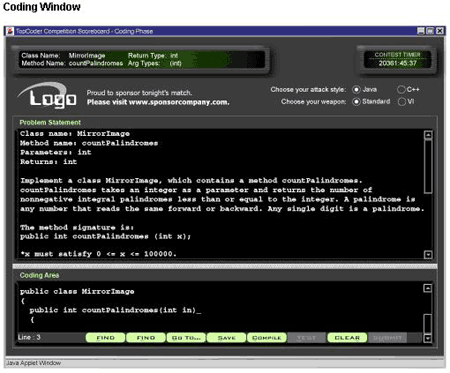 Coding Window
TopCoder Competition Scoreboard - Coding Phase
Class Name: MirrorImage Return Type: int
Method Name: countPalindromes Arg Types: (int)
CONTEST TIMER
20361:45:37
Logo
Proud to sponsor tonight's match.
Please visit www.sponsorcompany.com.
Choose your attack style: Java C++
Choose your weapon: Standard VI
Problem Statement
Class name: MirrorImage
Method name: countPalindromes
Parameters: int
Returns: int
Implement a class MirrorImage, which contains a method countPalindromes.
countPalindromes takes an integer as a parameter and returns the number of
nonnegative integral palindromes less than or equal to the integer. A palindrome is
any number that reads the same forward or backward. Any single digit is a palindrome.
The method signature is:
public int countPalindromes (int x);
*x must satisfy 0 <= x <= 100000.
Coding Area
public class MirrorImage
{
public int countPalindromes(int in)_
{
Line : 3 FIND FIND GO TO... SAVE COMPILE TEST CLEAR SUBMIT
Java Applet Window